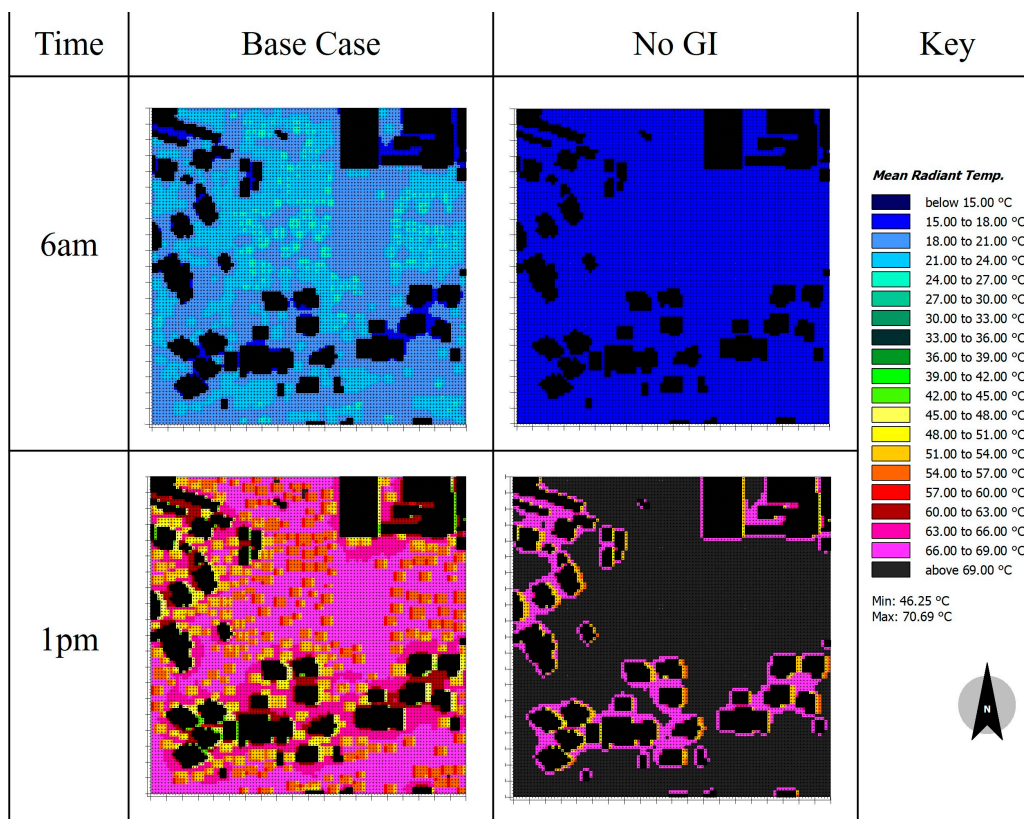 Time Base Case No GI Key
6am
Mean Radiant Temp.
below 15.00 °C
15.00 to 18.00 °C
18.00 to 21.00 °C
21.00 to 24.00 °C
24.00 to 27.00 °C
27.00 to 30.00 °C
30.00 to 33.00 °C
33.00 to 36.00 °C
36.00 to 39.00 °C
39.00 to 42.00 °C
42.00 to 45.00 °C
45.00 to 48.00 °C
48.00 to 51.00 °C
51.00 to 54.00 °C
54.00 to 57.00 °C
57.00 to 60.00 °C
60.00 to 63.00 °C
63.00 to 66.00 °C
66.00 to 69.00 °C
above 69.00 °C
Min: 46.25 °C
Max: 70.69 °C
1pm
N